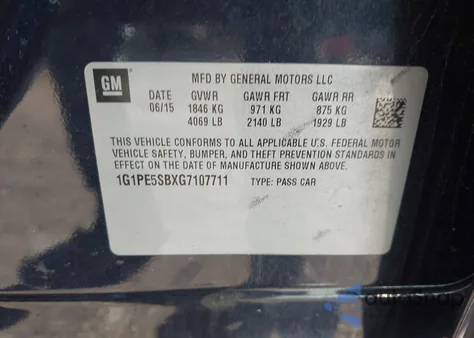 GM
MFD BY GENERAL MOTORS LLC
DATE GVWR GAWR FRT GAWR RR
06/15 1846 KG 971 KG 875 KG
4069 LB 2140 LB 1929 LB
THIS VEHICLE CONFORMS TO ALL APPLICABLE U.S. FEDERAL MOTOR
VEHICLE SAFETY, BUMPER, AND THEFT PREVENTION STANDARDS IN
EFFECT ON THE DATE OF MANUFACTURE SHOWN ABOVE.
1G1PE5SBXG7107711 TYPE: PASS CAR